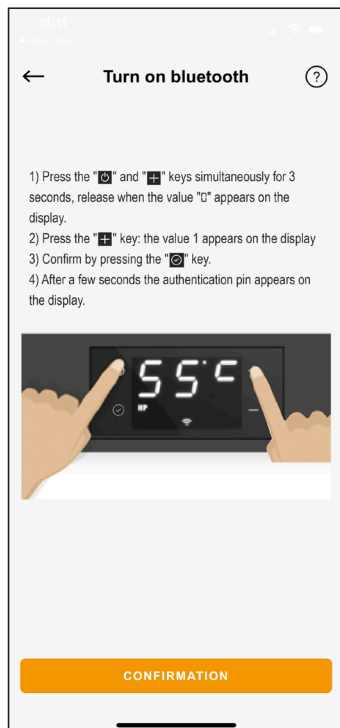 11:11
Turn on bluetooth
?
1) Press the "⏻" and "+" keys simultaneously for 3
seconds, release when the value "▯" appears on the
display.
2) Press the "+" key: the value 1 appears on the display
3) Confirm by pressing the "✓" key.
4) After a few seconds the authentication pin appears on
the display.
55°C
HP
CONFIRMATION